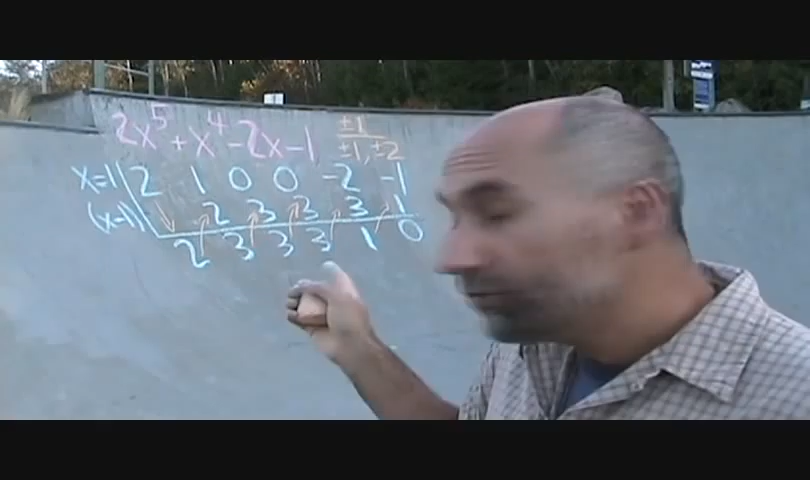 2x⁵+x⁴-2x-1 ±1
±1, ±2
x=1 2 1 0 0 -2 -1
(x-1) 2 3 3 3 1
2 3 3 3 1 0